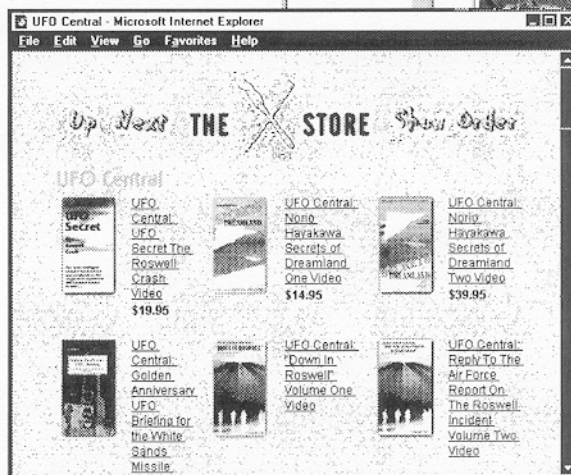 UFO Central - Microsoft Internet Explorer
File Edit View Go Favorites Help
Up Next THE X STORE Show Order
UFO Central
UFO
Central:
UFO
Secret The
Roswell
Crash
Video
$19.95
UFO Central:
Norio
Hayakawa
Secrets of
Dreamland
One Video
$14.95
UFO Central:
Norio
Hayakawa
Secrets of
Dreamland
Two Video
$39.95
UFO
Secret
DREAMLAND
DREAMLAND
UFO
Central:
Golden
Anniversary
UFO
Briefing for
the White
Sands
Missile
UFO Central:
"Down In
Roswell"
Volume One
Video
UFO Central:
Reply To The
Air Force
Report On
The Roswell
Incident
Volume Two
Video